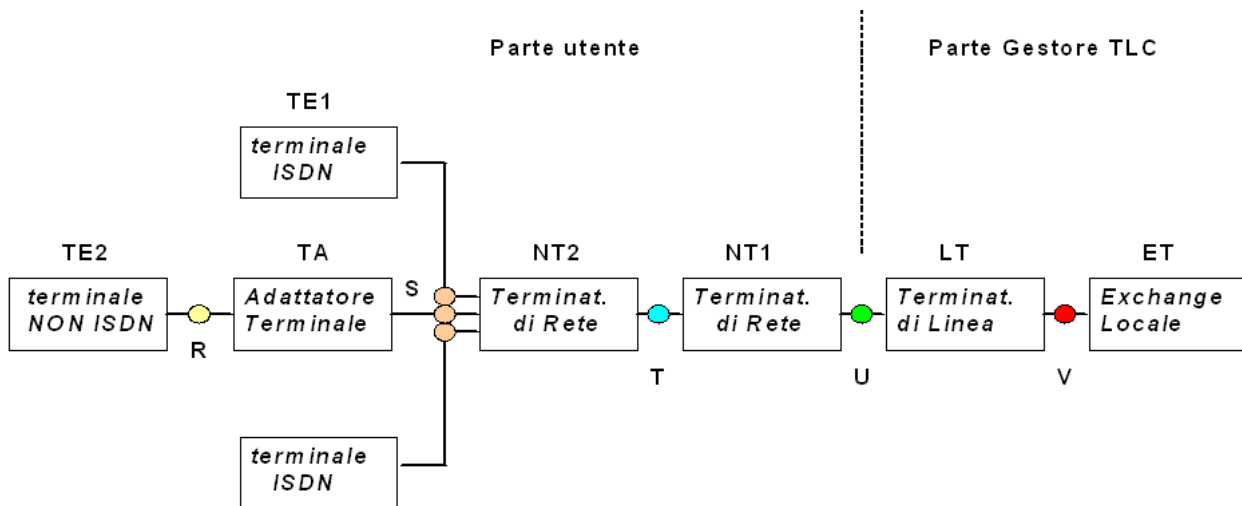 Parte utente
Parte Gestore TLC
TE1
terminale
ISDN
TE2
TA
S
NT2
NT1
LT
ET
terminale
NON ISDN
Adattatore
Terminale
Terminat.
di Rete
Terminat.
di Rete
Terminat.
di Linea
Exchange
Locale
R
T
U
V
terminale
ISDN